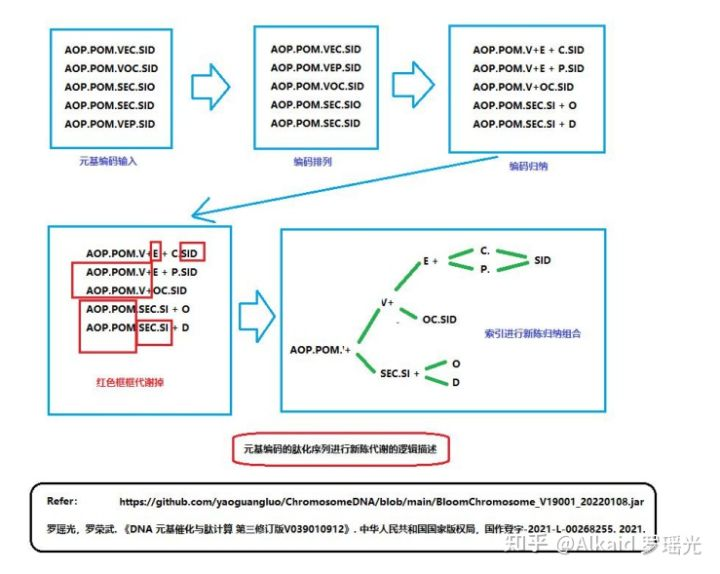 AOP.POM.VEC.SID
AOP.POM.VOC.SID
AOP.POM.SEC.SIO
AOP.POM.SEC.SID
AOP.POM.VEP.SID
元基编码输入
AOP.POM.VEC.SID
AOP.POM.VEP.SID
AOP.POM.VOC.SID
AOP.POM.SEC.SIO
AOP.POM.SEC.SID
编码排列
AOP.POM.V+E + C.SID
AOP.POM.V+E + P.SID
AOP.POM.V+OC.SID
AOP.POM.SEC.SI + O
AOP.POM.SEC.SI + D
编码归纳
AOP.POM.V+E + C.SID
AOP.POM.V+E + P.SID
AOP.POM.V+OC.SID
AOP.POM.SEC.SI + O
AOP.POM.SEC.SI + D
红色框框代谢掉
AOP.POM.'+
V+
E +
C.
P.
SID
OC.SID
SEC.SI +
O
D
索引进行新陈归纳组合
元基编码的肽化序列进行新陈代谢的逻辑描述
Refer: https://github.com/yaoguangluo/ChromosomeDNA/blob/main/BloomChromosome_V19001_20220108.jar
罗瑶光，罗荣武.《DNA 元基催化与肽计算 第三修订版V039010912》. 中华人民共和国国家版权局，国作登字-2021-L-00268255. 2021.
知乎 @Alkaid 罗瑶光